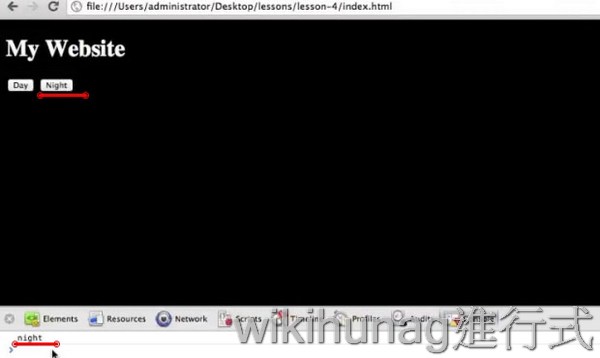 file:///Users/administrator/Desktop/lessons/lesson-4/index.html
My Website
Day Night
Elements Resources Network Scripts Timeline Profiles Audits
night
wikihunag進行式